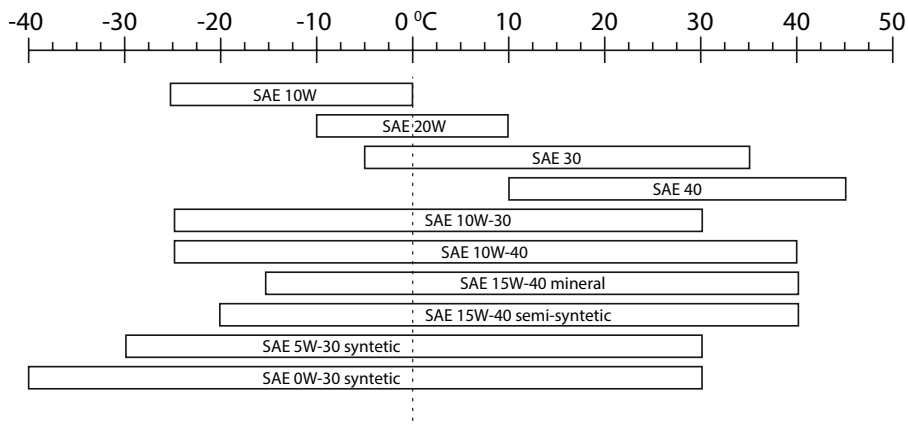 -40 -30 -20 -10 0 ⁰C 10 20 30 40 50
SAE 10W
SAE 20W
SAE 30
SAE 40
SAE 10W-30
SAE 10W-40
SAE 15W-40 mineral
SAE 15W-40 semi-syntetic
SAE 5W-30 syntetic
SAE 0W-30 syntetic